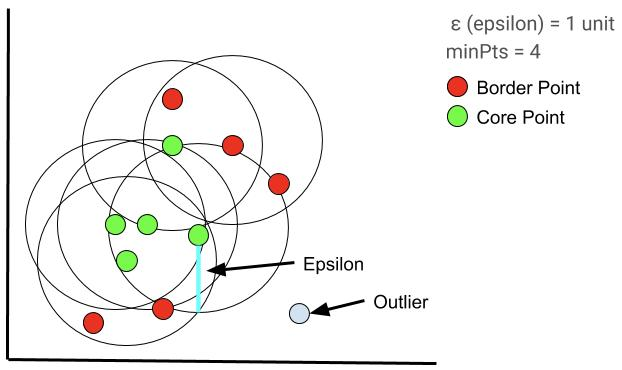 ε (epsilon) = 1 unit
minPts = 4
Border Point
Core Point
Epsilon
Outlier